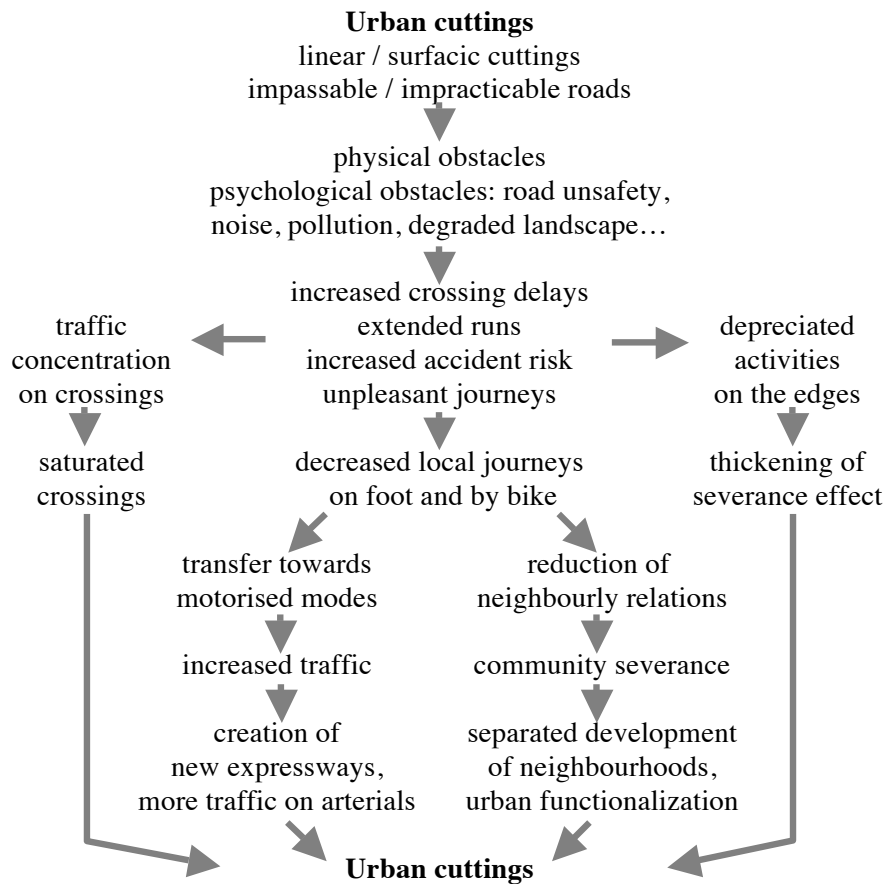 Urban cuttings
linear / surfacic cuttings
impassable / impracticable roads
physical obstacles
psychological obstacles: road unsafety,
noise, pollution, degraded landscape…
increased crossing delays
extended runs
increased accident risk
unpleasant journeys
traffic
concentration
on crossings
depreciated
activities
on the edges
saturated
crossings
decreased local journeys
on foot and by bike
thickening of
severance effect
transfer towards
motorised modes
reduction of
neighbourly relations
increased traffic
community severance
creation of
new expressways,
more traffic on arterials
separated development
of neighbourhoods,
urban functionalization
Urban cuttings